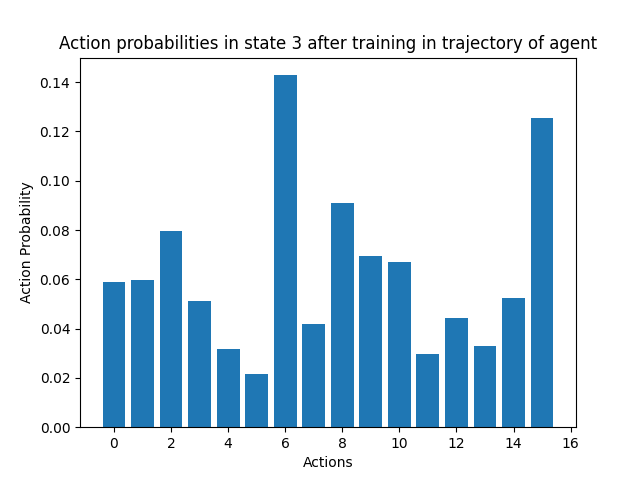 Action probabilities in state 3 after training in trajectory of agent
0.14
0.12
0.10
0.08
0.06
0.04
0.02
0.00
Action Probability
0 2 4 6 8 10 12 14 16
Actions